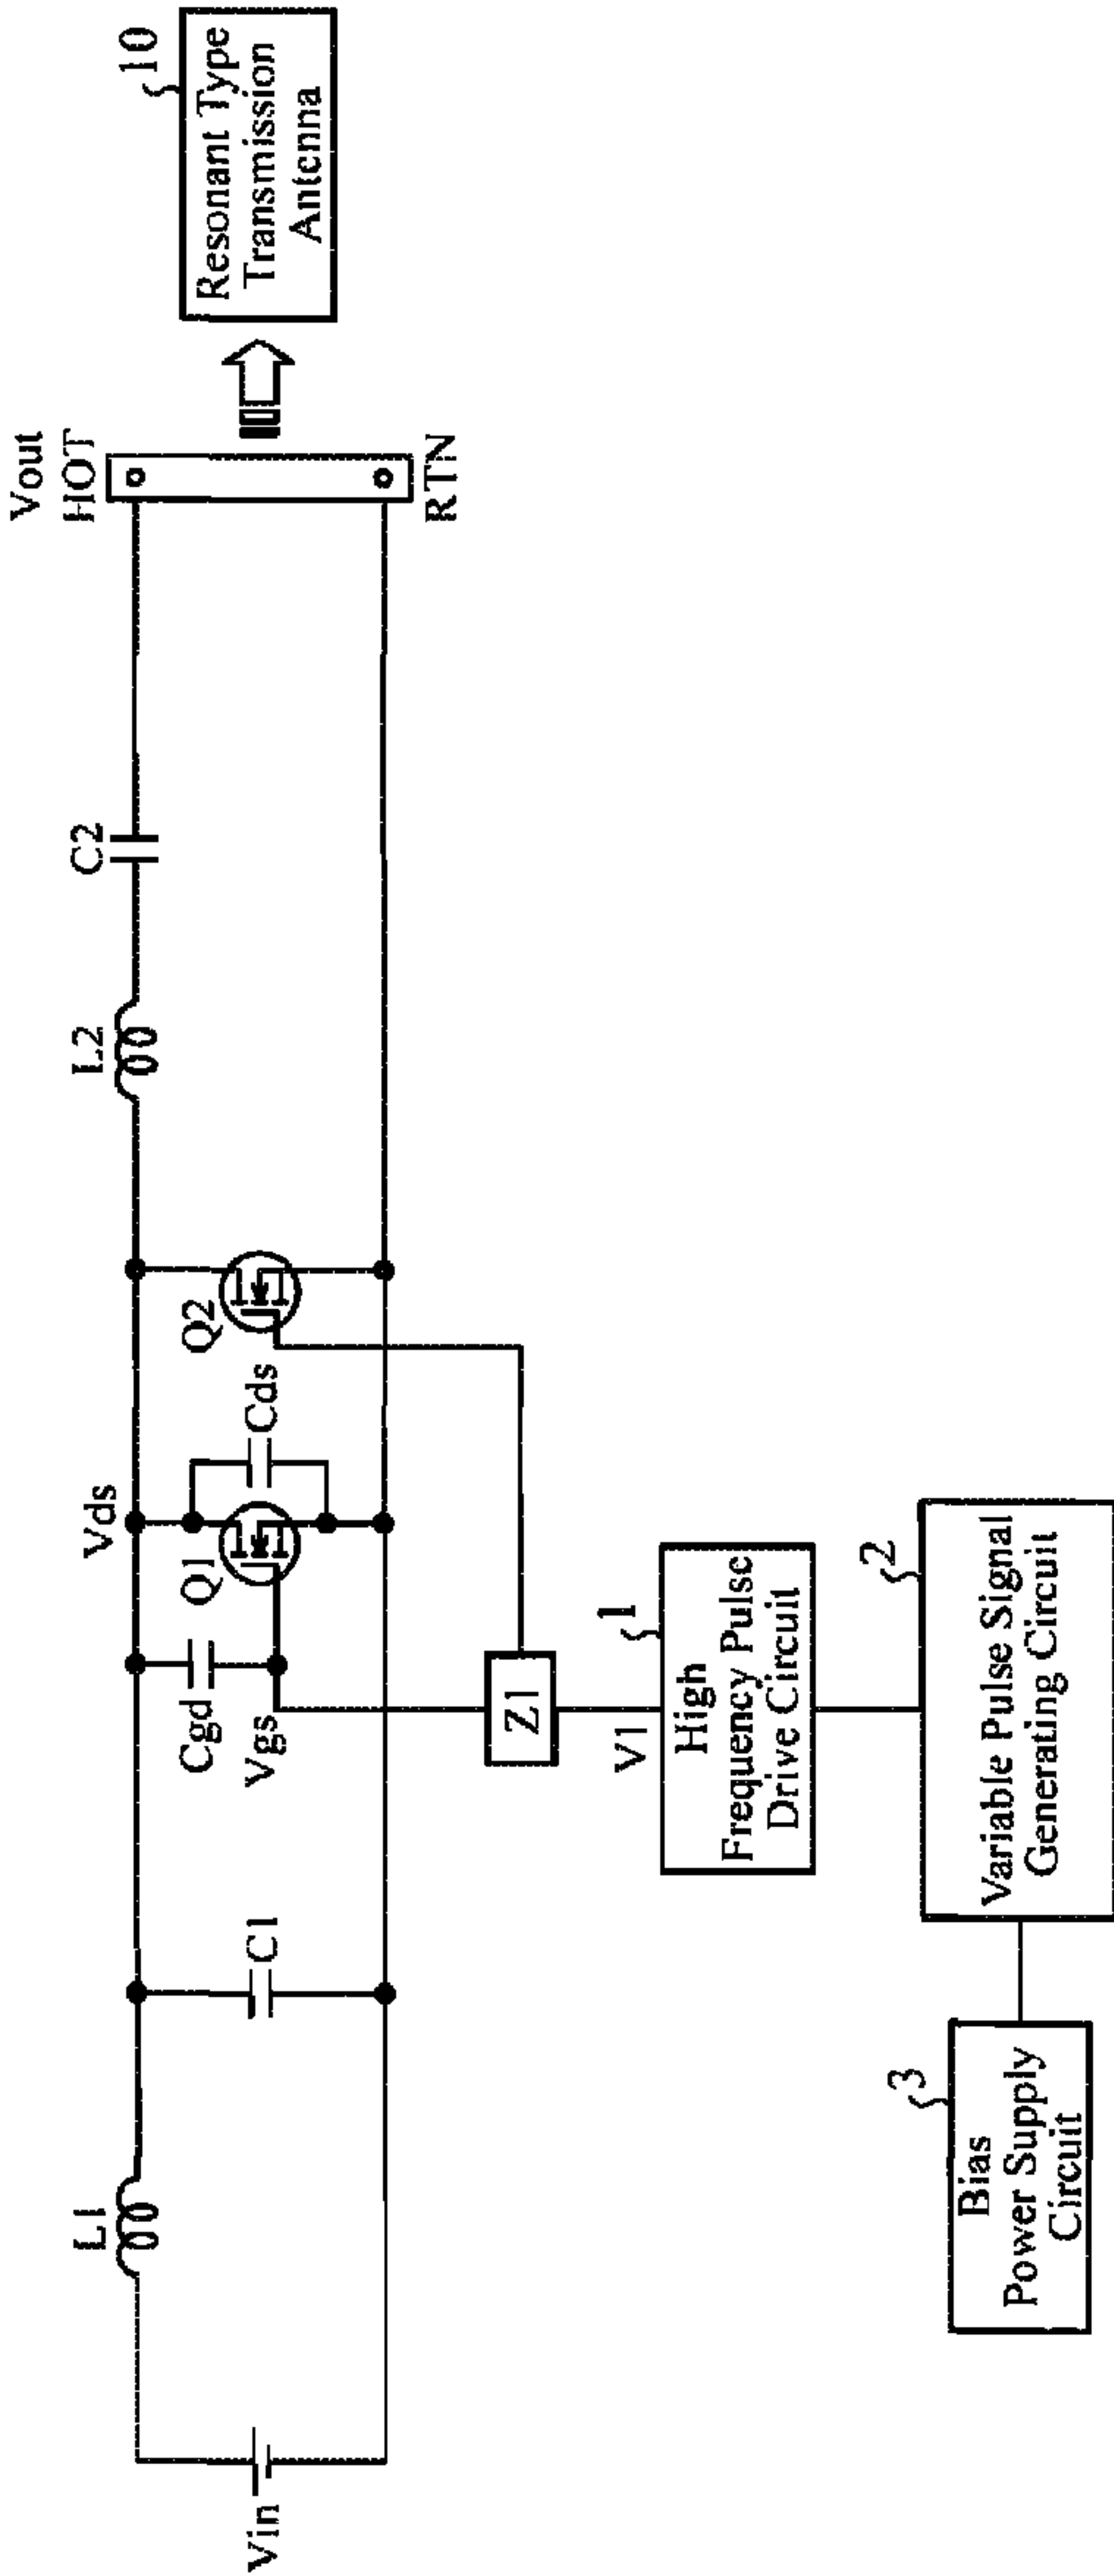 Vin
L1
C1
Cgd
Vgs
Vds
Q1
Cds
Q2
L2
C2
Vout
HOT
RTN
10
Resonant Type
Transmission
Antenna
Z1
V1
1
High
Frequency Pulse
Drive Circuit
2
Variable Pulse Signal
Generating Circuit
3
Bias
Power Supply
Circuit